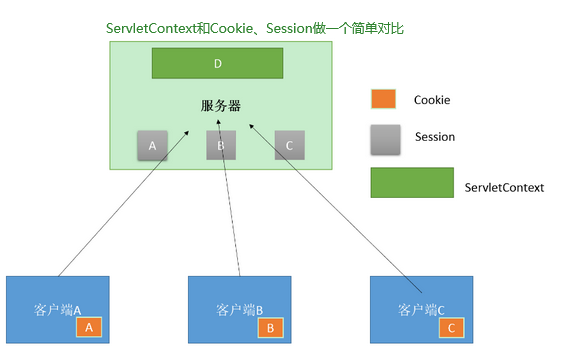 ServletContext和Cookie、Session做一个简单对比
D
服务器
A
B
C
Cookie
Session
ServletContext
客户端A
A
客户端B
B
客户端C
C